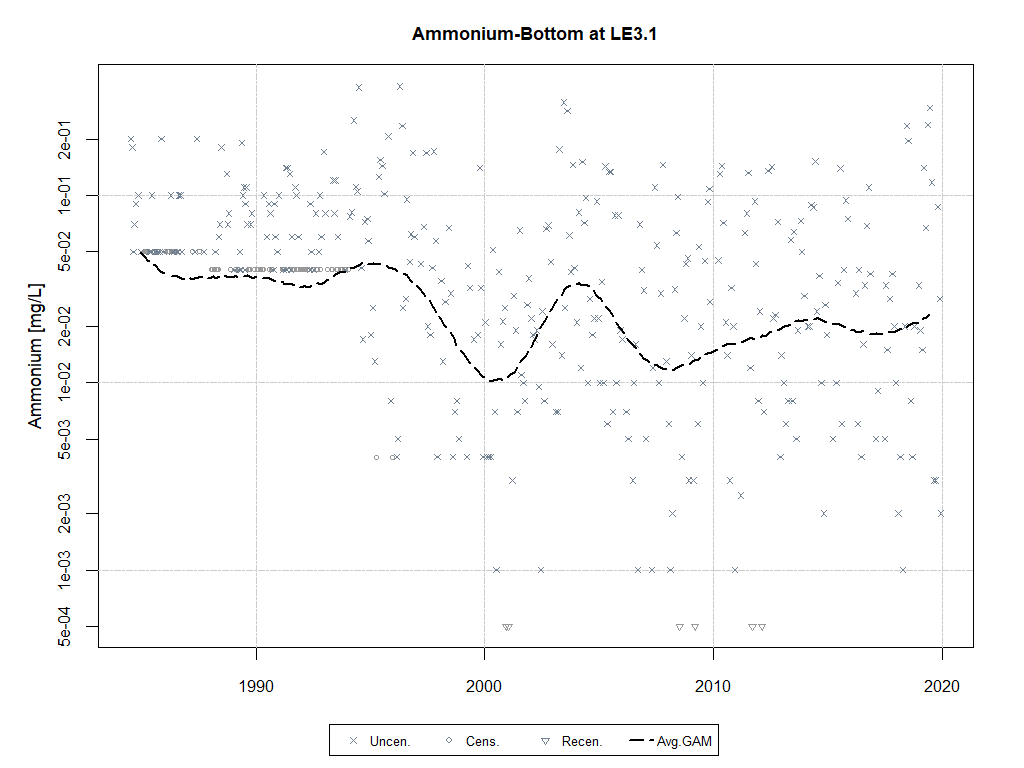 Ammonium-Bottom at LE3.1
Ammonium [mg/L]
2e-01
1e-01
5e-02
2e-02
1e-02
5e-03
2e-03
1e-03
5e-04
1990 2000 2010 2020
Uncen. Cens. Recen. Avg.GAM